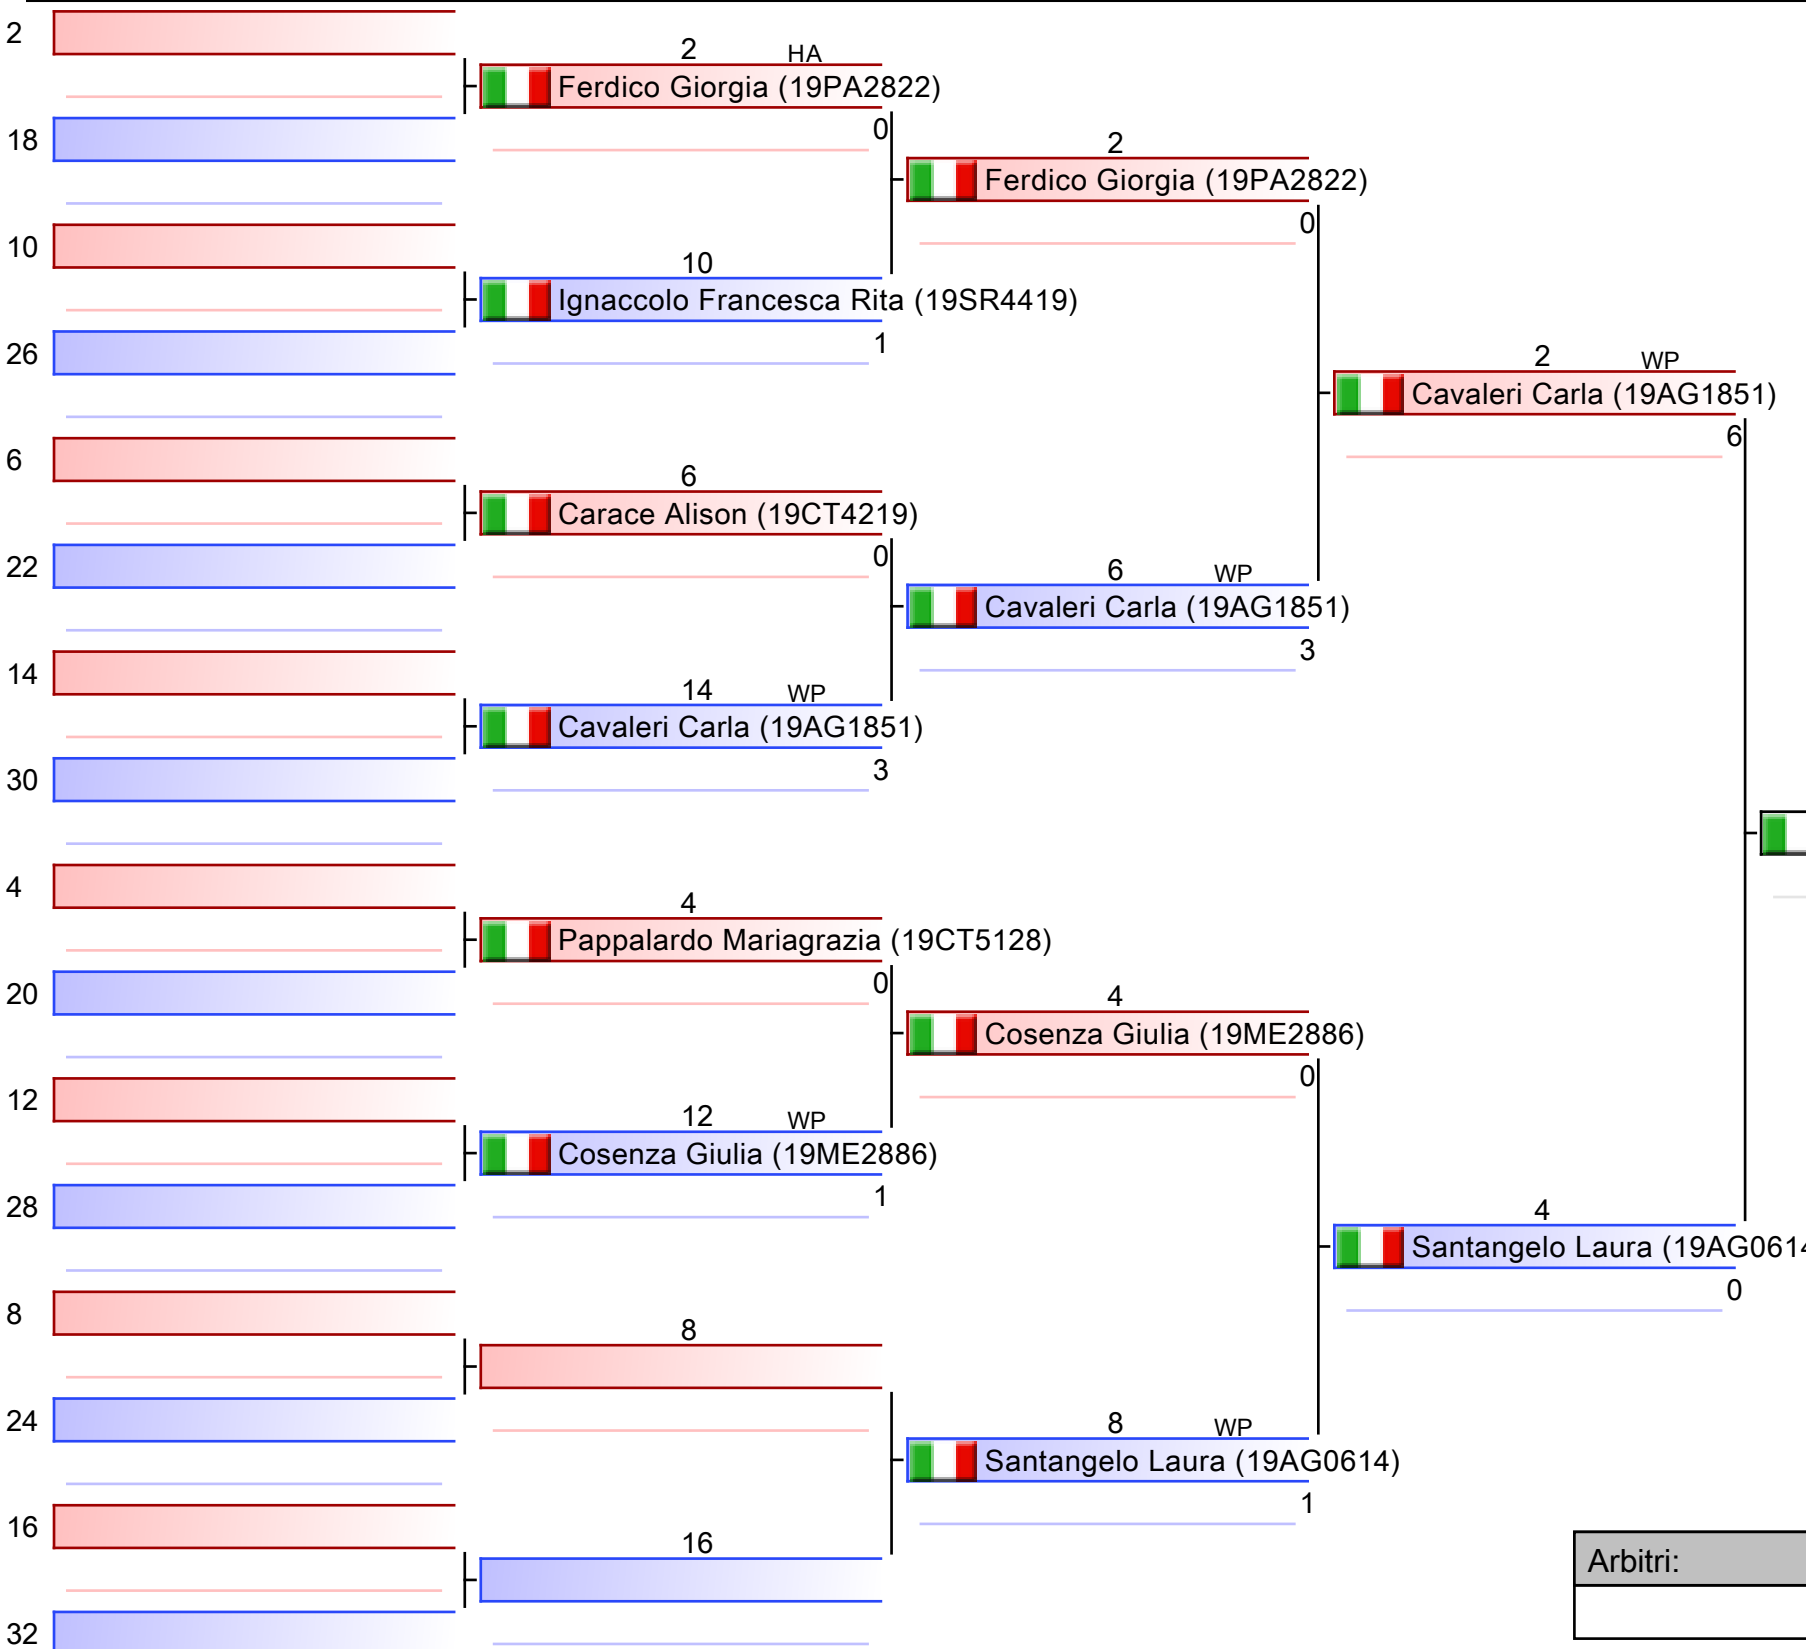 2
2 HA
Ferdico Giorgia (19PA2822)
0
18
2
Ferdico Giorgia (19PA2822)
0
10
10
Ignaccolo Francesca Rita (19SR4419)
1
26
2 WP
Cavaleri Carla (19AG1851)
6
6
6
Carace Alison (19CT4219)
0
22
6 WP
Cavaleri Carla (19AG1851)
3
14
14 WP
Cavaleri Carla (19AG1851)
3
30
4
4
Pappalardo Mariagrazia (19CT5128)
0
20
4
Cosenza Giulia (19ME2886)
0
12
12 WP
Cosenza Giulia (19ME2886)
1
28
4
Santangelo Laura (19AG0614
0
8
8
24
8 WP
Santangelo Laura (19AG0614)
1
16
16
Arbitri:
32